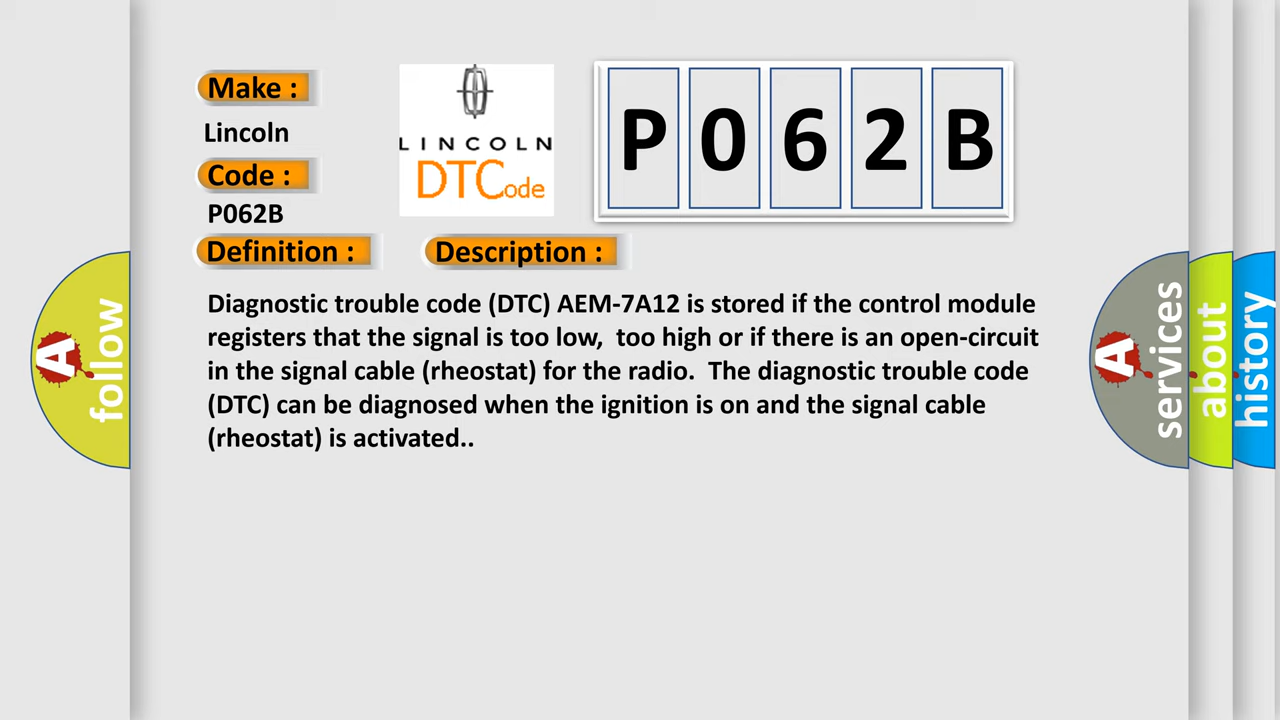 Make :
Lincoln
Code :
P062B
LINCOLN
DTCode
P062B
Definition :
Description :
Diagnostic trouble code (DTC) AEM-7A12 is stored if the control module
registers that the signal is too low,  too high or if there is an open-circuit
in the signal cable (rheostat) for the radio.  The diagnostic trouble code
(DTC) can be diagnosed when the ignition is on and the signal cable
(rheostat) is activated..
A follow
A services
about
history